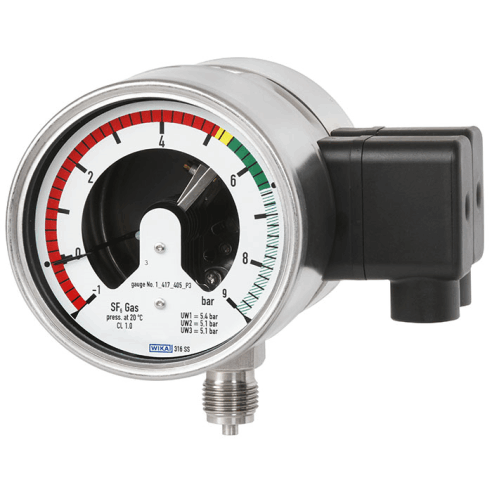 4
2
6
0
8
-1
9
3
gauge No. 1_417_405_P3
SF₆ Gas
press. at 20 °C
CL 1.0
bar
UW1 = 5,4 bar
UW2 = 5,1 bar
UW3 = 5,1 bar
WIKA 316 SS